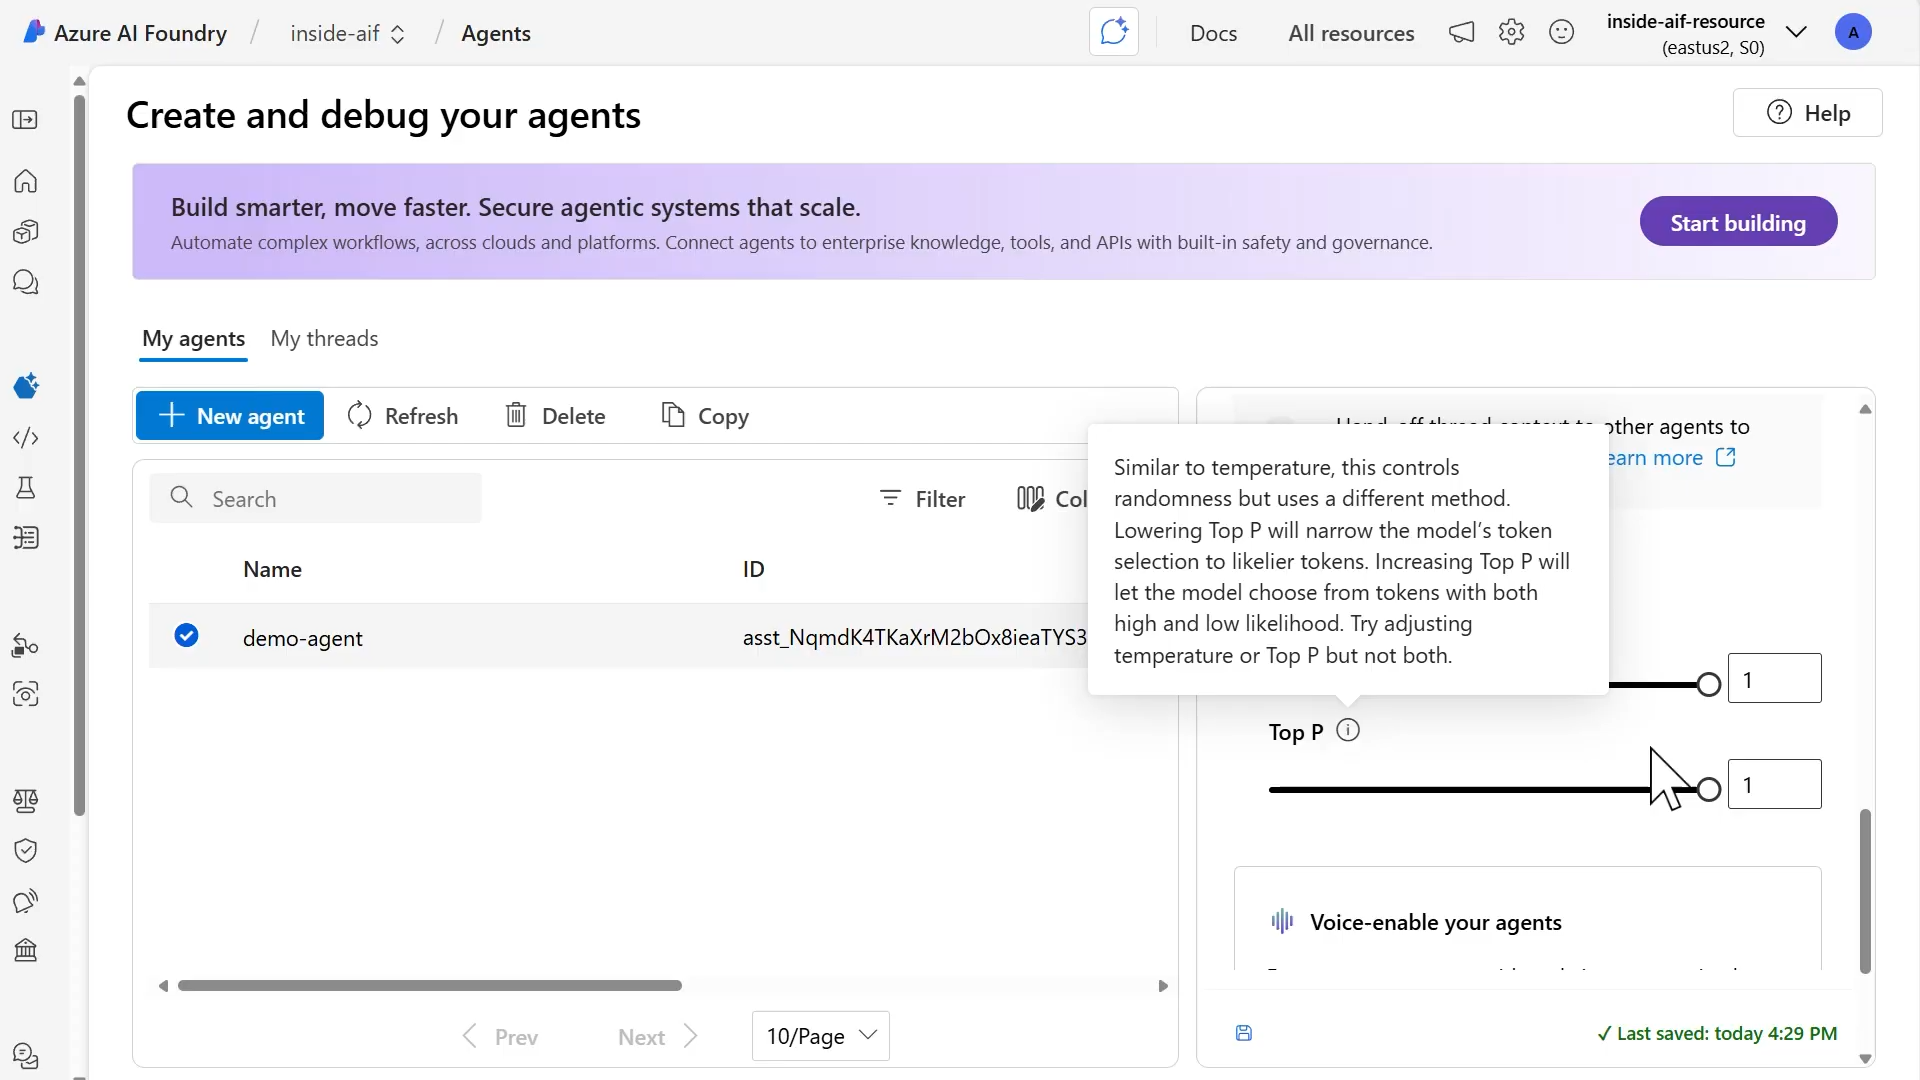 Azure AI Foundry / inside-aif / Agents
Docs
All resources
inside-aif-resource
(eastus2, S0)
A
Create and debug your agents
Help
Build smarter, move faster. Secure agentic systems that scale.
Automate complex workflows, across clouds and platforms. Connect agents to enterprise knowledge, tools, and APIs with built-in safety and governance.
Start building
My agents
My threads
New agent
Refresh
Delete
Copy
Search
Filter
Col
Name
ID
demo-agent
asst_NqmdK4TKaXrM2bOx8ieaTYS3
Prev
Next
10/Page
other agents to
earn more
Similar to temperature, this controls
randomness but uses a different method.
Lowering Top P will narrow the model's token
selection to likelier tokens. Increasing Top P will
let the model choose from tokens with both
high and low likelihood. Try adjusting
temperature or Top P but not both.
1
Top P
1
Voice-enable your agents
✓ Last saved: today 4:29 PM